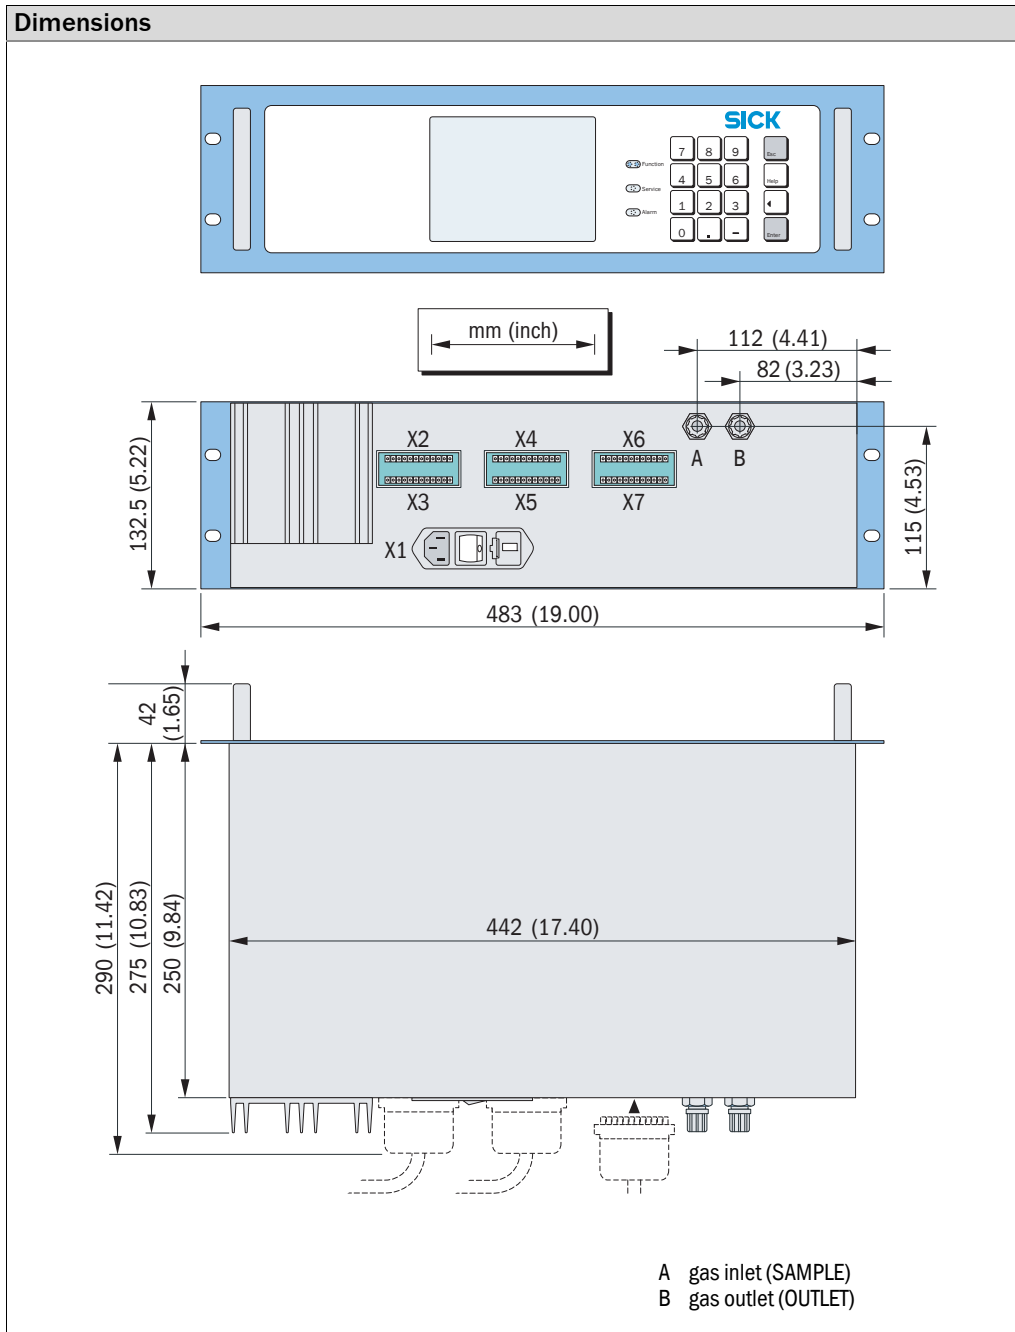 Dimensions
SICK
7 8 9 Esc
Function
4 5 6 Help
Service
1 2 3
Alarm
0 . – Enter
mm (inch)
112 (4.41)
82 (3.23)
X2 X4 X6
A B
X3 X5 X7
X1
132.5 (5.22)
115 (4.53)
483 (19.00)
42
(1.65)
290 (11.42)
275 (10.83)
250 (9.84)
442 (17.40)
A gas inlet (SAMPLE)
B gas outlet (OUTLET)